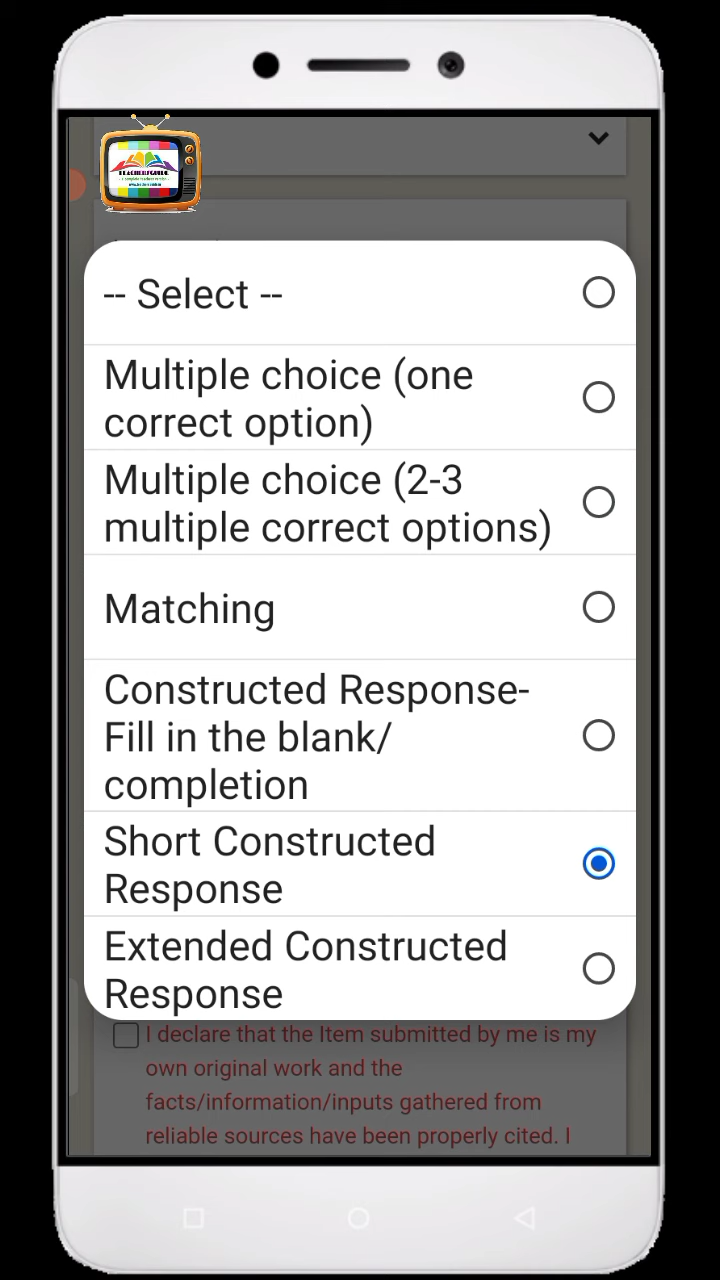 TEACHERSGUIDE
-- Select --
Multiple choice (one
correct option)
Multiple choice (2-3
multiple correct options)
Matching
Constructed Response-
Fill in the blank/
completion
Short Constructed
Response
Extended Constructed
Response
I declare that the Item submitted by me is my
own original work and the
facts/information/inputs gathered from
reliable sources have been properly cited. I